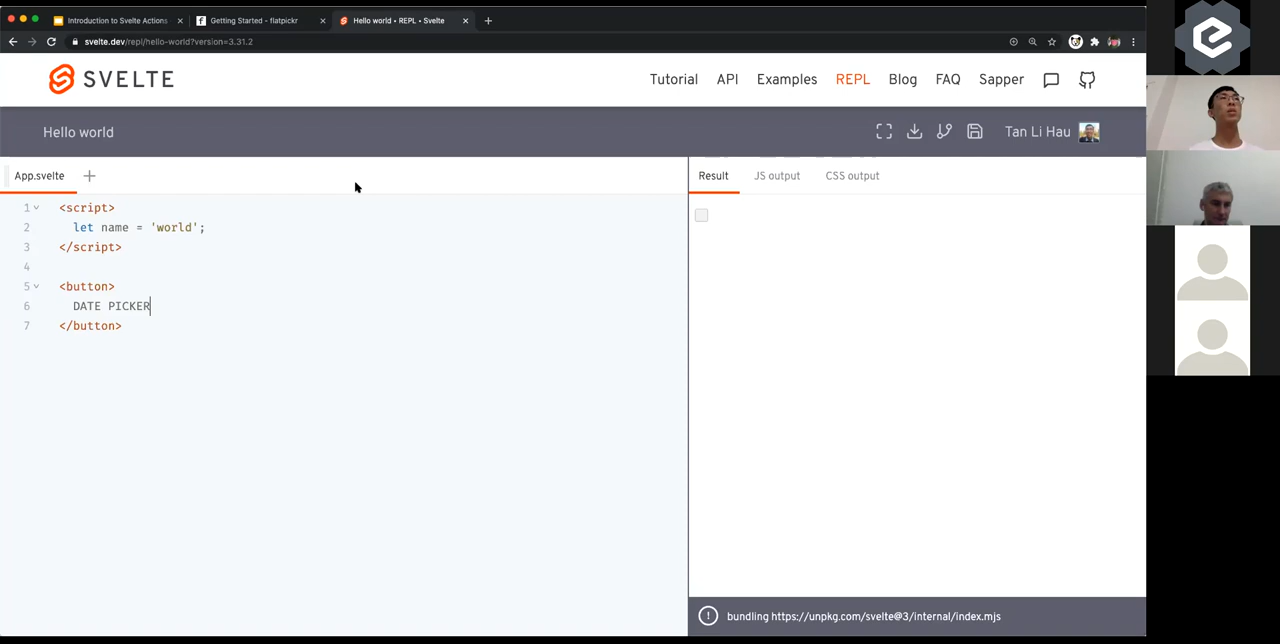 Introduction to Svelte Actions
Getting Started - flatpickr
Hello world • REPL • Svelte
svelte.dev/repl/hello-world?version=3.31.2
SVELTE
Tutorial API Examples REPL Blog FAQ Sapper
Hello world
Tan Li Hau
App.svelte
Result JS output CSS output
1 <script>
2 let name = 'world';
3 </script>
4
5 <button>
6 DATE PICKER
7 </button>
bundling https://unpkg.com/svelte@3/internal/index.mjs